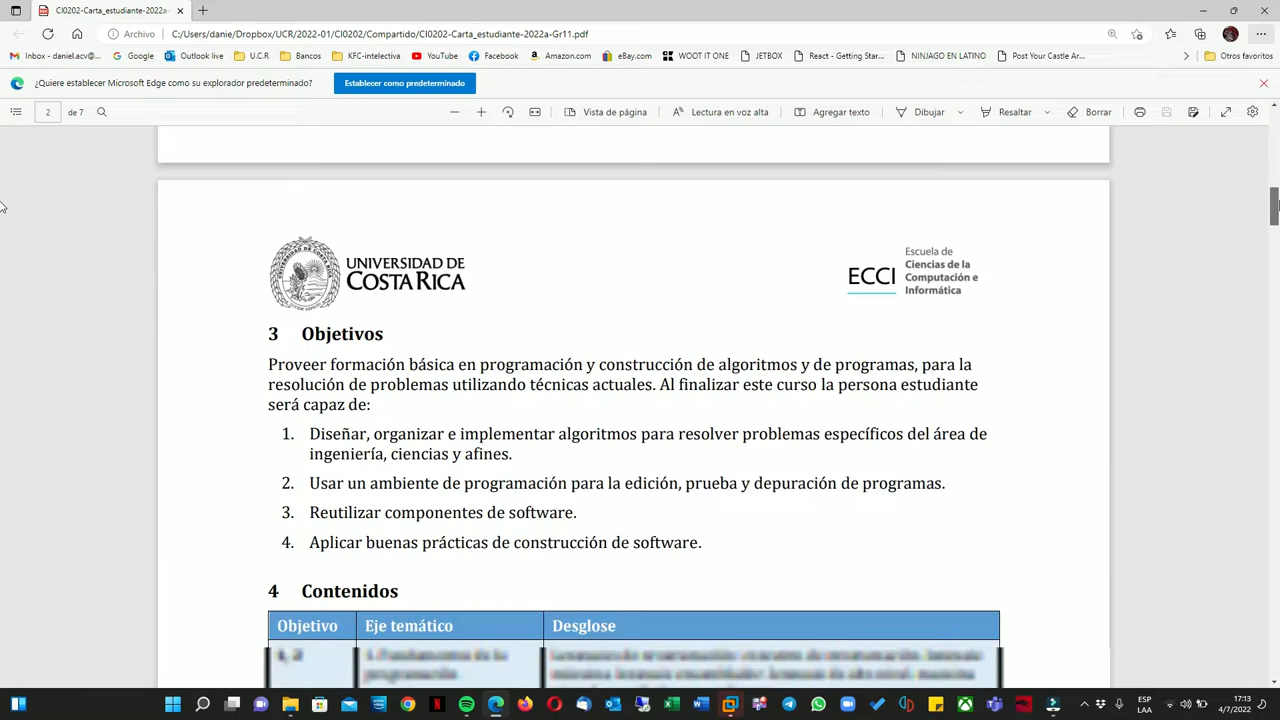 CI0202-Carta_estudiante-2022a-
Archivo
C:/Users/danie/Dropbox/UCR/2022-01/CI0202/Compartido/CI0202-Carta_estudiante-2022a-Gr11.pdf
Inbox - daniel.acv@... Google Outlook live U.C.R Bancos KFC-intelectiva YouTube Facebook Amazon.com eBay.com WOOT IT ONE JETBOX React - Getting Star... NINJAGO EN LATINO Post Your Castle Ar... Otros favoritos
¿Quiere establecer Microsoft Edge como su explorador predeterminado? Establecer como predeterminado
2 de 7 Vista de página Lectura en voz alta Agregar texto Dibujar Resaltar Borrar
UNIVERSIDAD DE
COSTA RICA
ECCI
Escuela de
Ciencias de la
Computación e
Informática
3 Objetivos
Proveer formación básica en programación y construcción de algoritmos y de programas, para la
resolución de problemas utilizando técnicas actuales. Al finalizar este curso la persona estudiante
será capaz de:
1. Diseñar, organizar e implementar algoritmos para resolver problemas específicos del área de
ingeniería, ciencias y afines.
2. Usar un ambiente de programación para la edición, prueba y depuración de programas.
3. Reutilizar componentes de software.
4. Aplicar buenas prácticas de construcción de software.
4 Contenidos
Objetivo Eje temático Desglose
ESP
LAA
17:13
4/7/2022